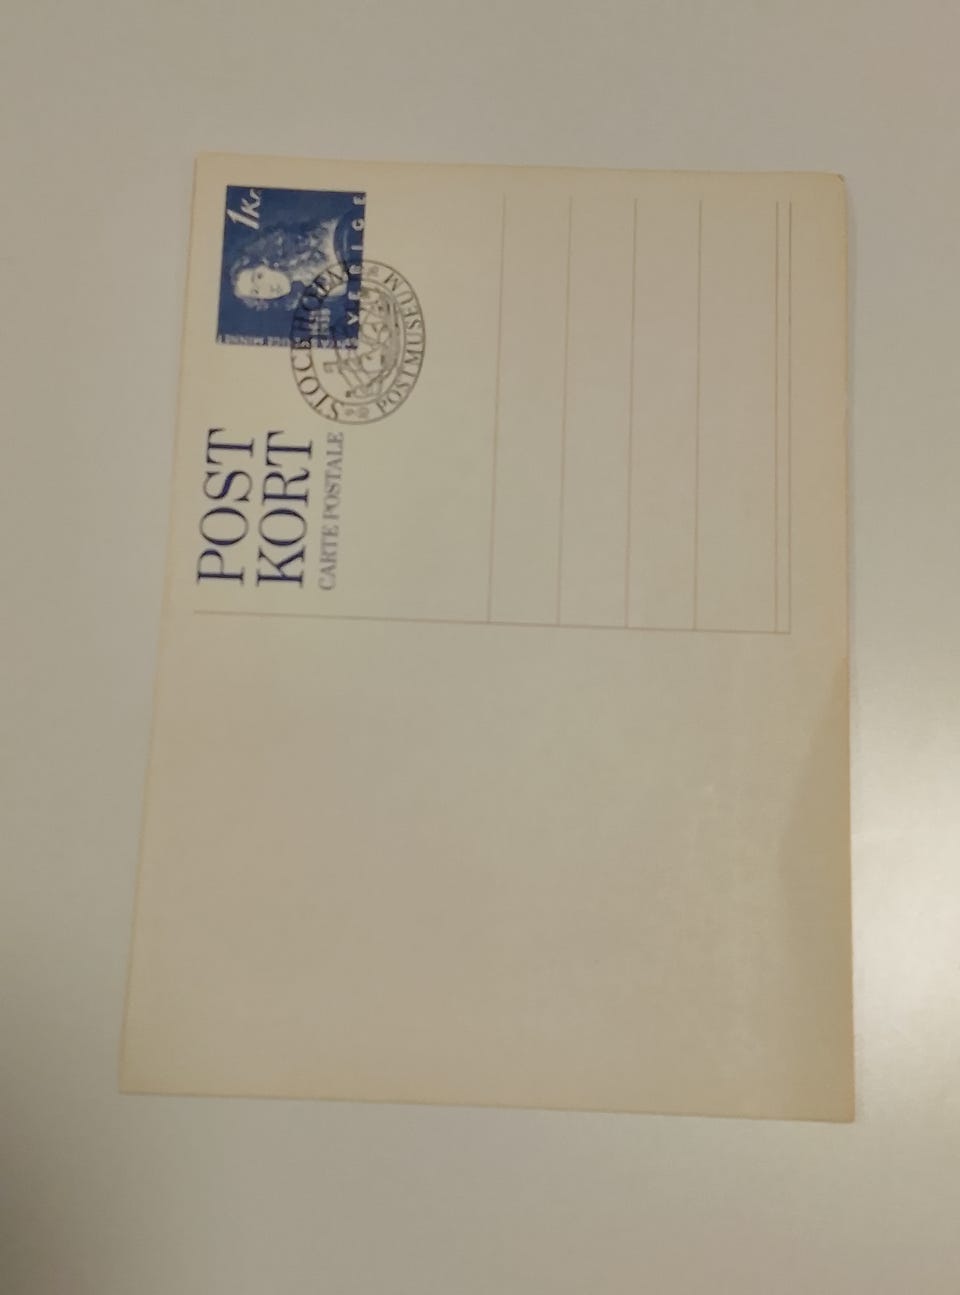 1Kr
SVERIGE
STOCKHOLM
POSTMUSEUM
POST
KORT
CARTE POSTALE